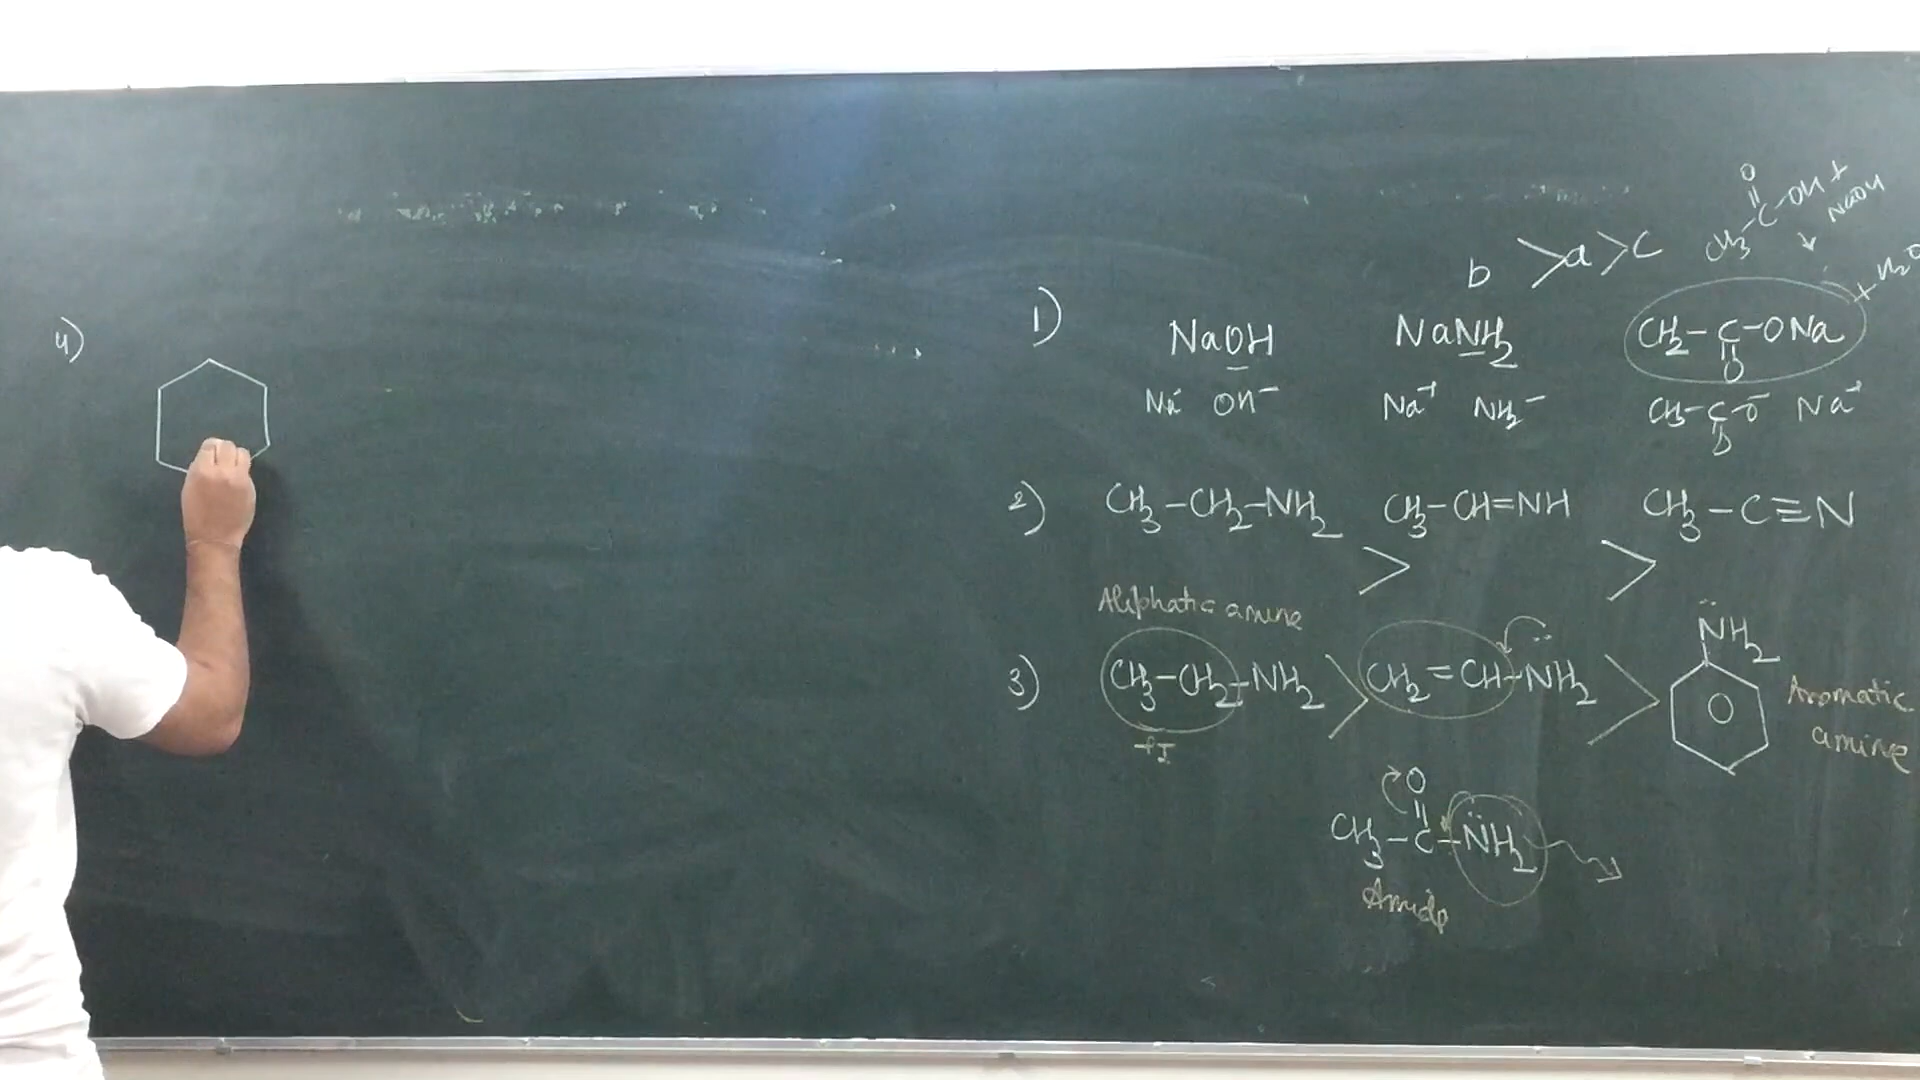 4)
O
||
CH3-C-OH +
NaOH
+ H2O
b > a > c
1) NaOH NaNH2 CH2-C-ONa
||
O
Na+ OH- Na+ NH2- CH3-C-O- Na+
||
O
2) CH3-CH2-NH2 > CH3-CH=NH > CH3-C≡N
Aliphatic amine
3) CH3-CH2-NH2 > CH2=CH-NH2 > NH2
Aromatic
amine
+I
O
||
CH3-C-NH2
Amide